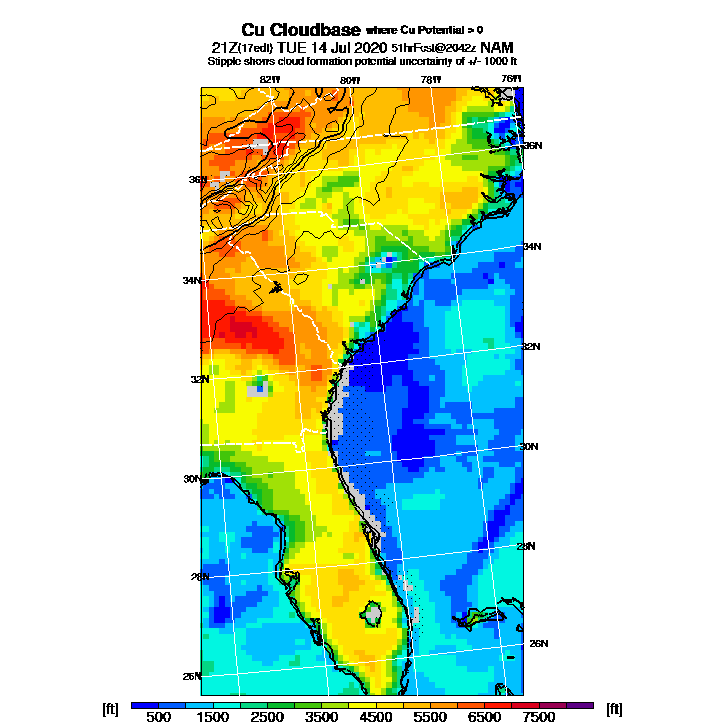 Cu Cloudbase where Cu Potential > 0
21Z(17edt) TUE 14 Jul 2020 51hrFcst@2042z NAM
Stipple shows cloud formation potential uncertainty of +/- 1000 ft
82W 80W 78W 76W
36N
36N
34N
34N
32N
32N
30N
30N
28N
28N
26N
26N
[ft] [ft]
500 1500 2500 3500 4500 5500 6500 7500